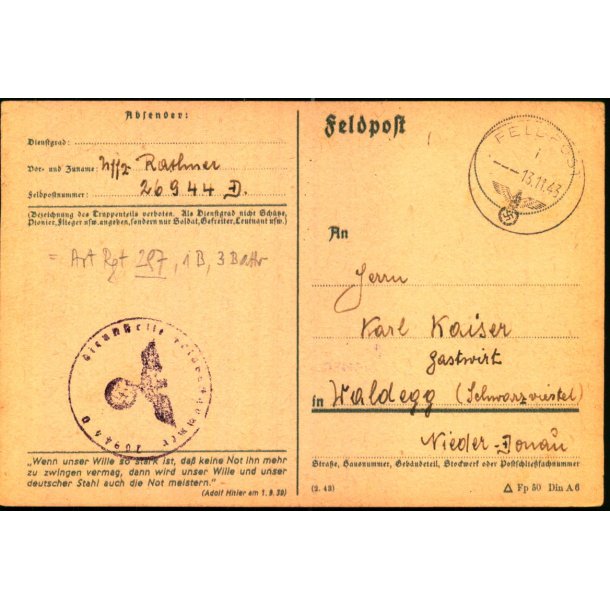 Absender:
Dienstgrad:
Vor- und Zuname: Uffz Rathner
Feldpostnummer: 26944 D.
(Bezeichnung des Truppenteils verboten. Als Dienstgrad nicht Schütze,
Pionier, Flieger usw. angeben, sondern nur Soldat, Gefreiter, Leutnant usw.)
= Art Rgt 297, 1B, 3 Battr
Dienststelle Feldpostnummer
"Wenn unser Wille so stark ist, daß keine Not ihn mehr
zu zwingen vermag, dann wird unser Wille und unser
deutscher Stahl auch die Not meistern."
(Adolf Hitler am 1. 9. 39)
Feldpost
FELDPOST
13.11.43
An
Herrn
Karl Kaiser
Gastwirt
in Waldegg (Schwarzviertel)
Nieder-Donau
Straße, Hausnummer, Gebäudeteil, Stockwerk oder Postschließfachnummer
(2. 43)
Fp 50 Din A 6